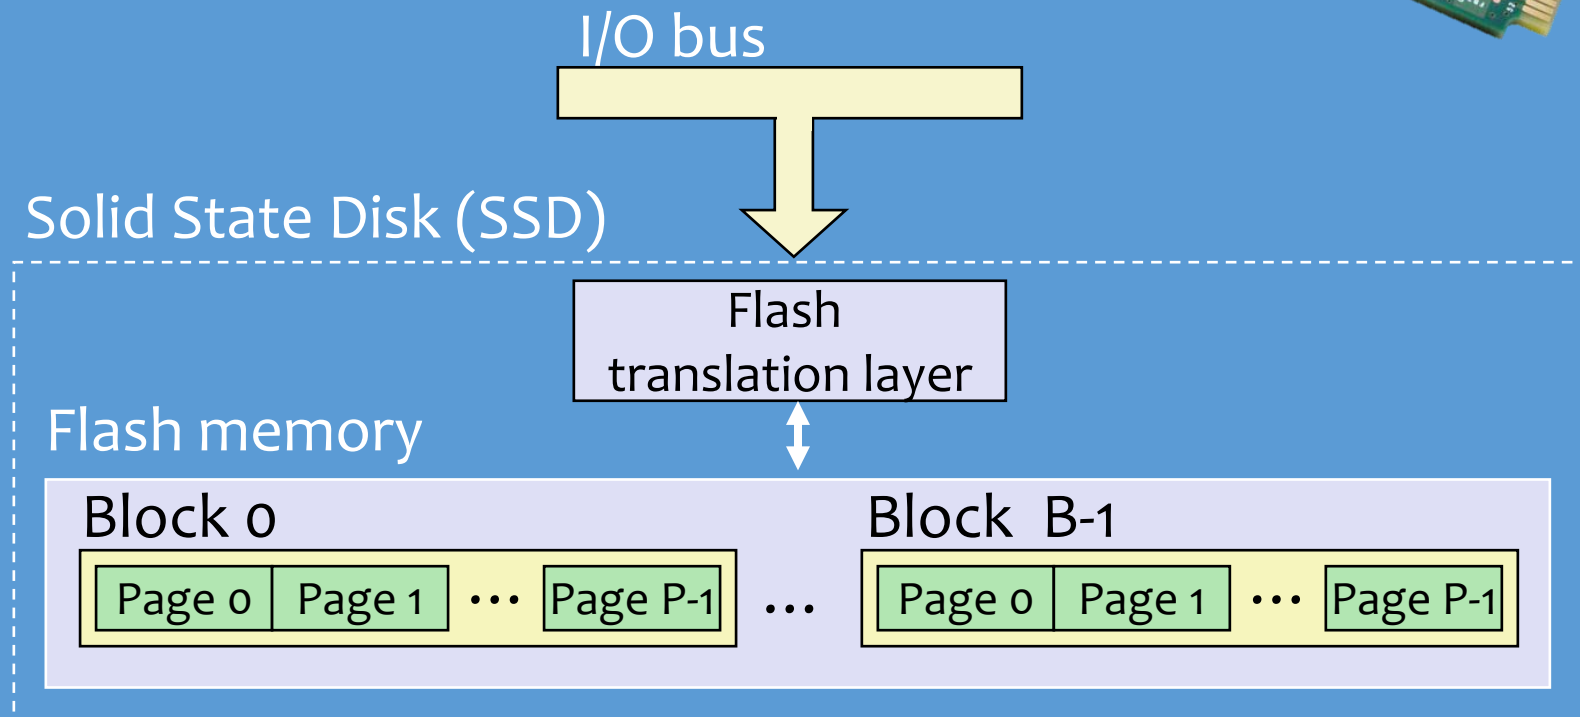 I/O bus
Solid State Disk (SSD)
Flash
translation layer
Flash memory
Block 0
Block B-1
Page 0 Page 1 ... Page P-1 ... Page 0 Page 1 ... Page P-1